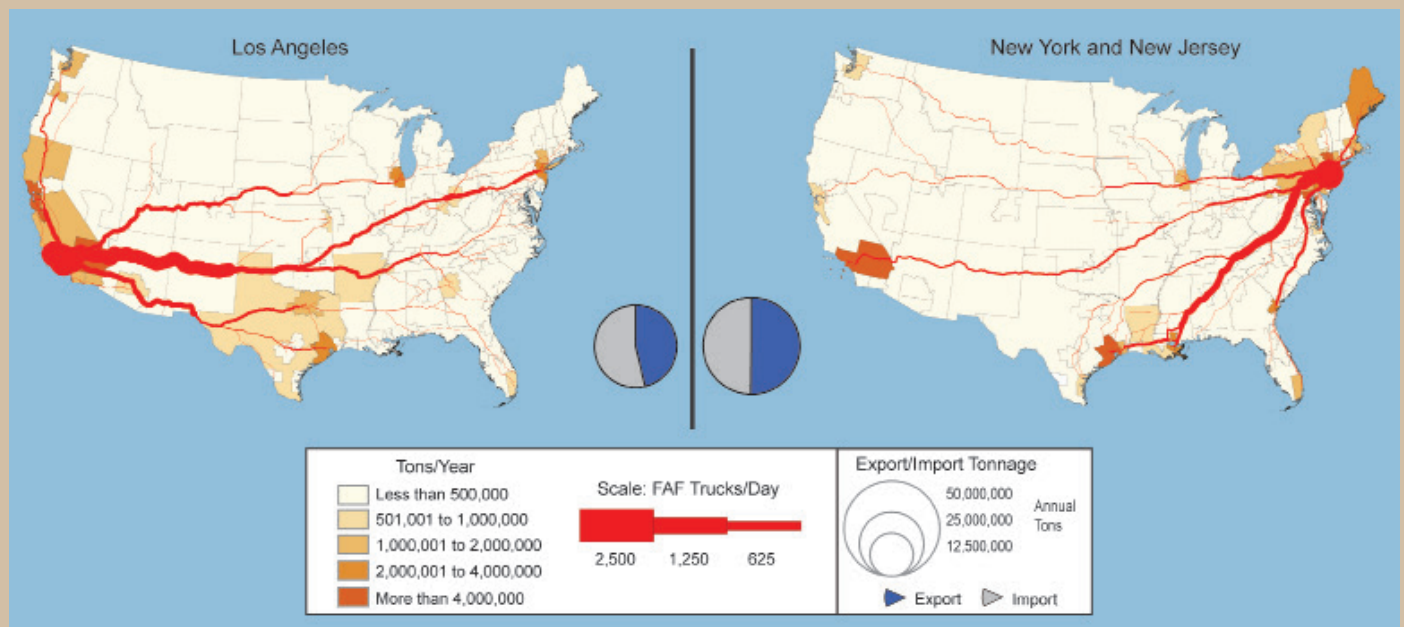 Los Angeles
New York and New Jersey
Tons/Year
Less than 500,000
501,001 to 1,000,000
1,000,001 to 2,000,000
2,000,001 to 4,000,000
More than 4,000,000
Scale: FAF Trucks/Day
2,500 1,250 625
Export/Import Tonnage
50,000,000
25,000,000
12,500,000
Annual
Tons
Export Import